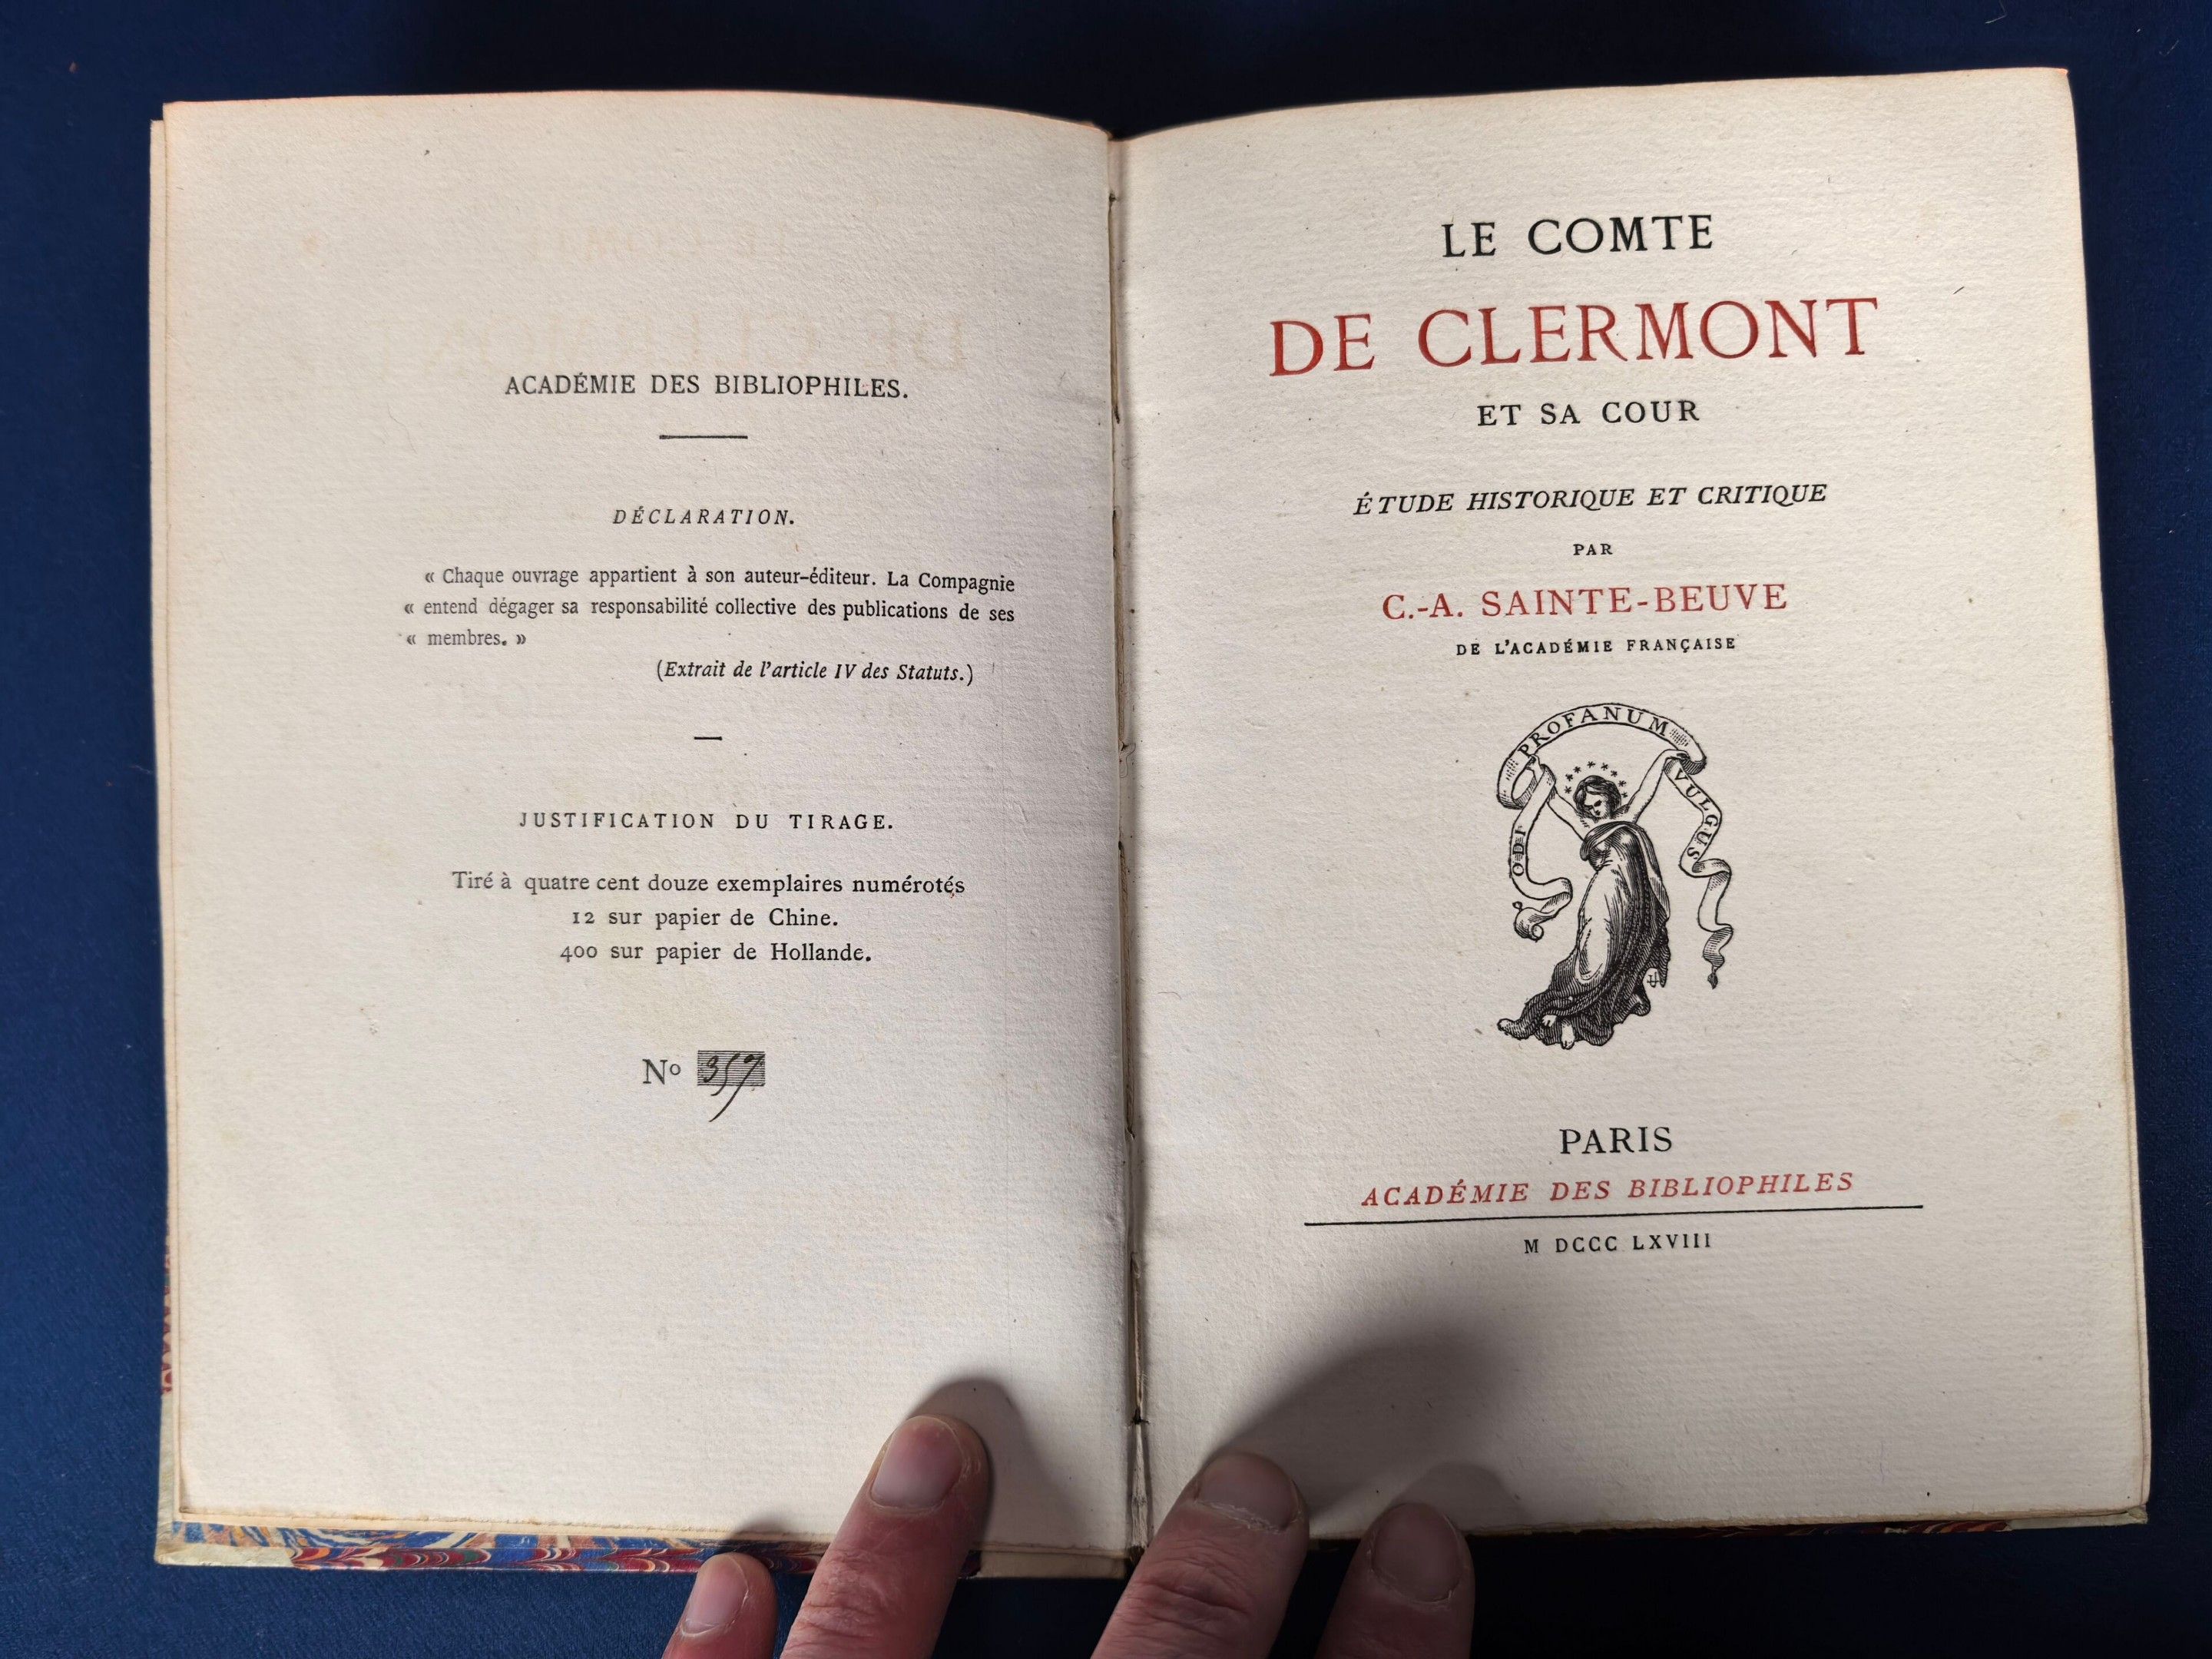 ACADÉMIE DES BIBLIOPHILES.
DÉCLARATION.
« Chaque ouvrage appartient à son auteur-éditeur. La Compagnie
« entend dégager sa responsabilité collective des publications de ses
« membres. »
(Extrait de l'article IV des Statuts.)
JUSTIFICATION DU TIRAGE.
Tiré à quatre cent douze exemplaires numérotés
12 sur papier de Chine.
400 sur papier de Hollande.
Nº 357
LE COMTE
DE CLERMONT
ET SA COUR
ÉTUDE HISTORIQUE ET CRITIQUE
PAR
C.-A. SAINTE-BEUVE
DE L'ACADÉMIE FRANÇAISE
ODI PROFANUM VULGUS
PARIS
ACADÉMIE DES BIBLIOPHILES
M DCCC LXVIII